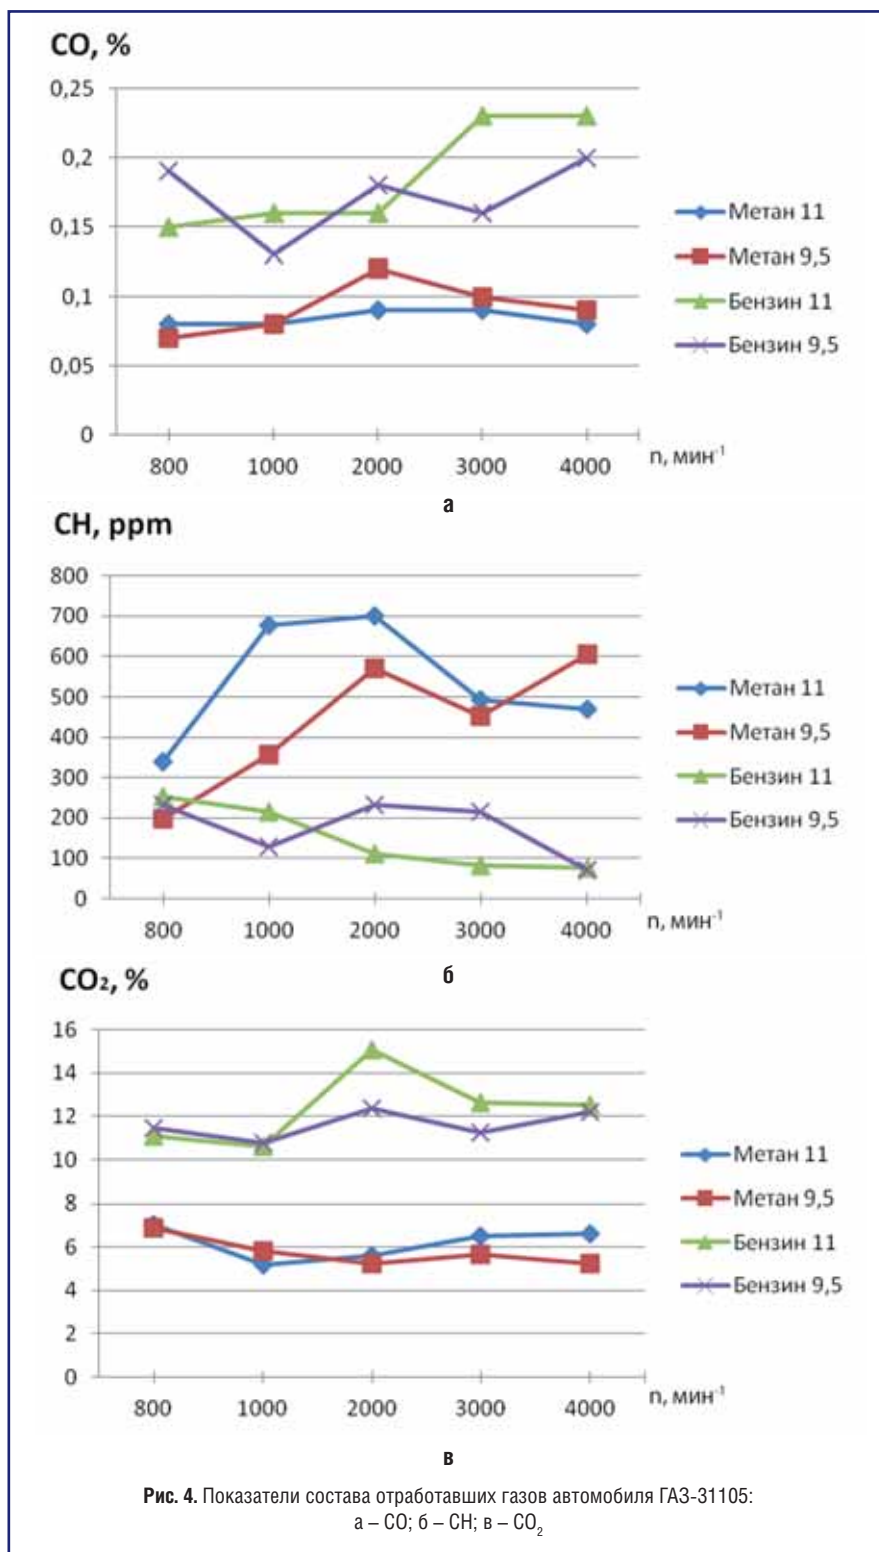 CO, %
0,25
0,2
0,15
0,1
0,05
0
800 1000 2000 3000 4000
n, мин⁻¹
Метан 11
Метан 9,5
Бензин 11
Бензин 9,5
а
CH, ppm
800
700
600
500
400
300
200
100
0
800 1000 2000 3000 4000
n, мин⁻¹
Метан 11
Метан 9,5
Бензин 11
Бензин 9,5
б
CO₂, %
16
14
12
10
8
6
4
2
0
800 1000 2000 3000 4000
n, мин⁻¹
Метан 11
Метан 9,5
Бензин 11
Бензин 9,5
в
Рис. 4. Показатели состава отработавших газов автомобиля ГАЗ-31105:
а – CO; б – CH; в – CO₂